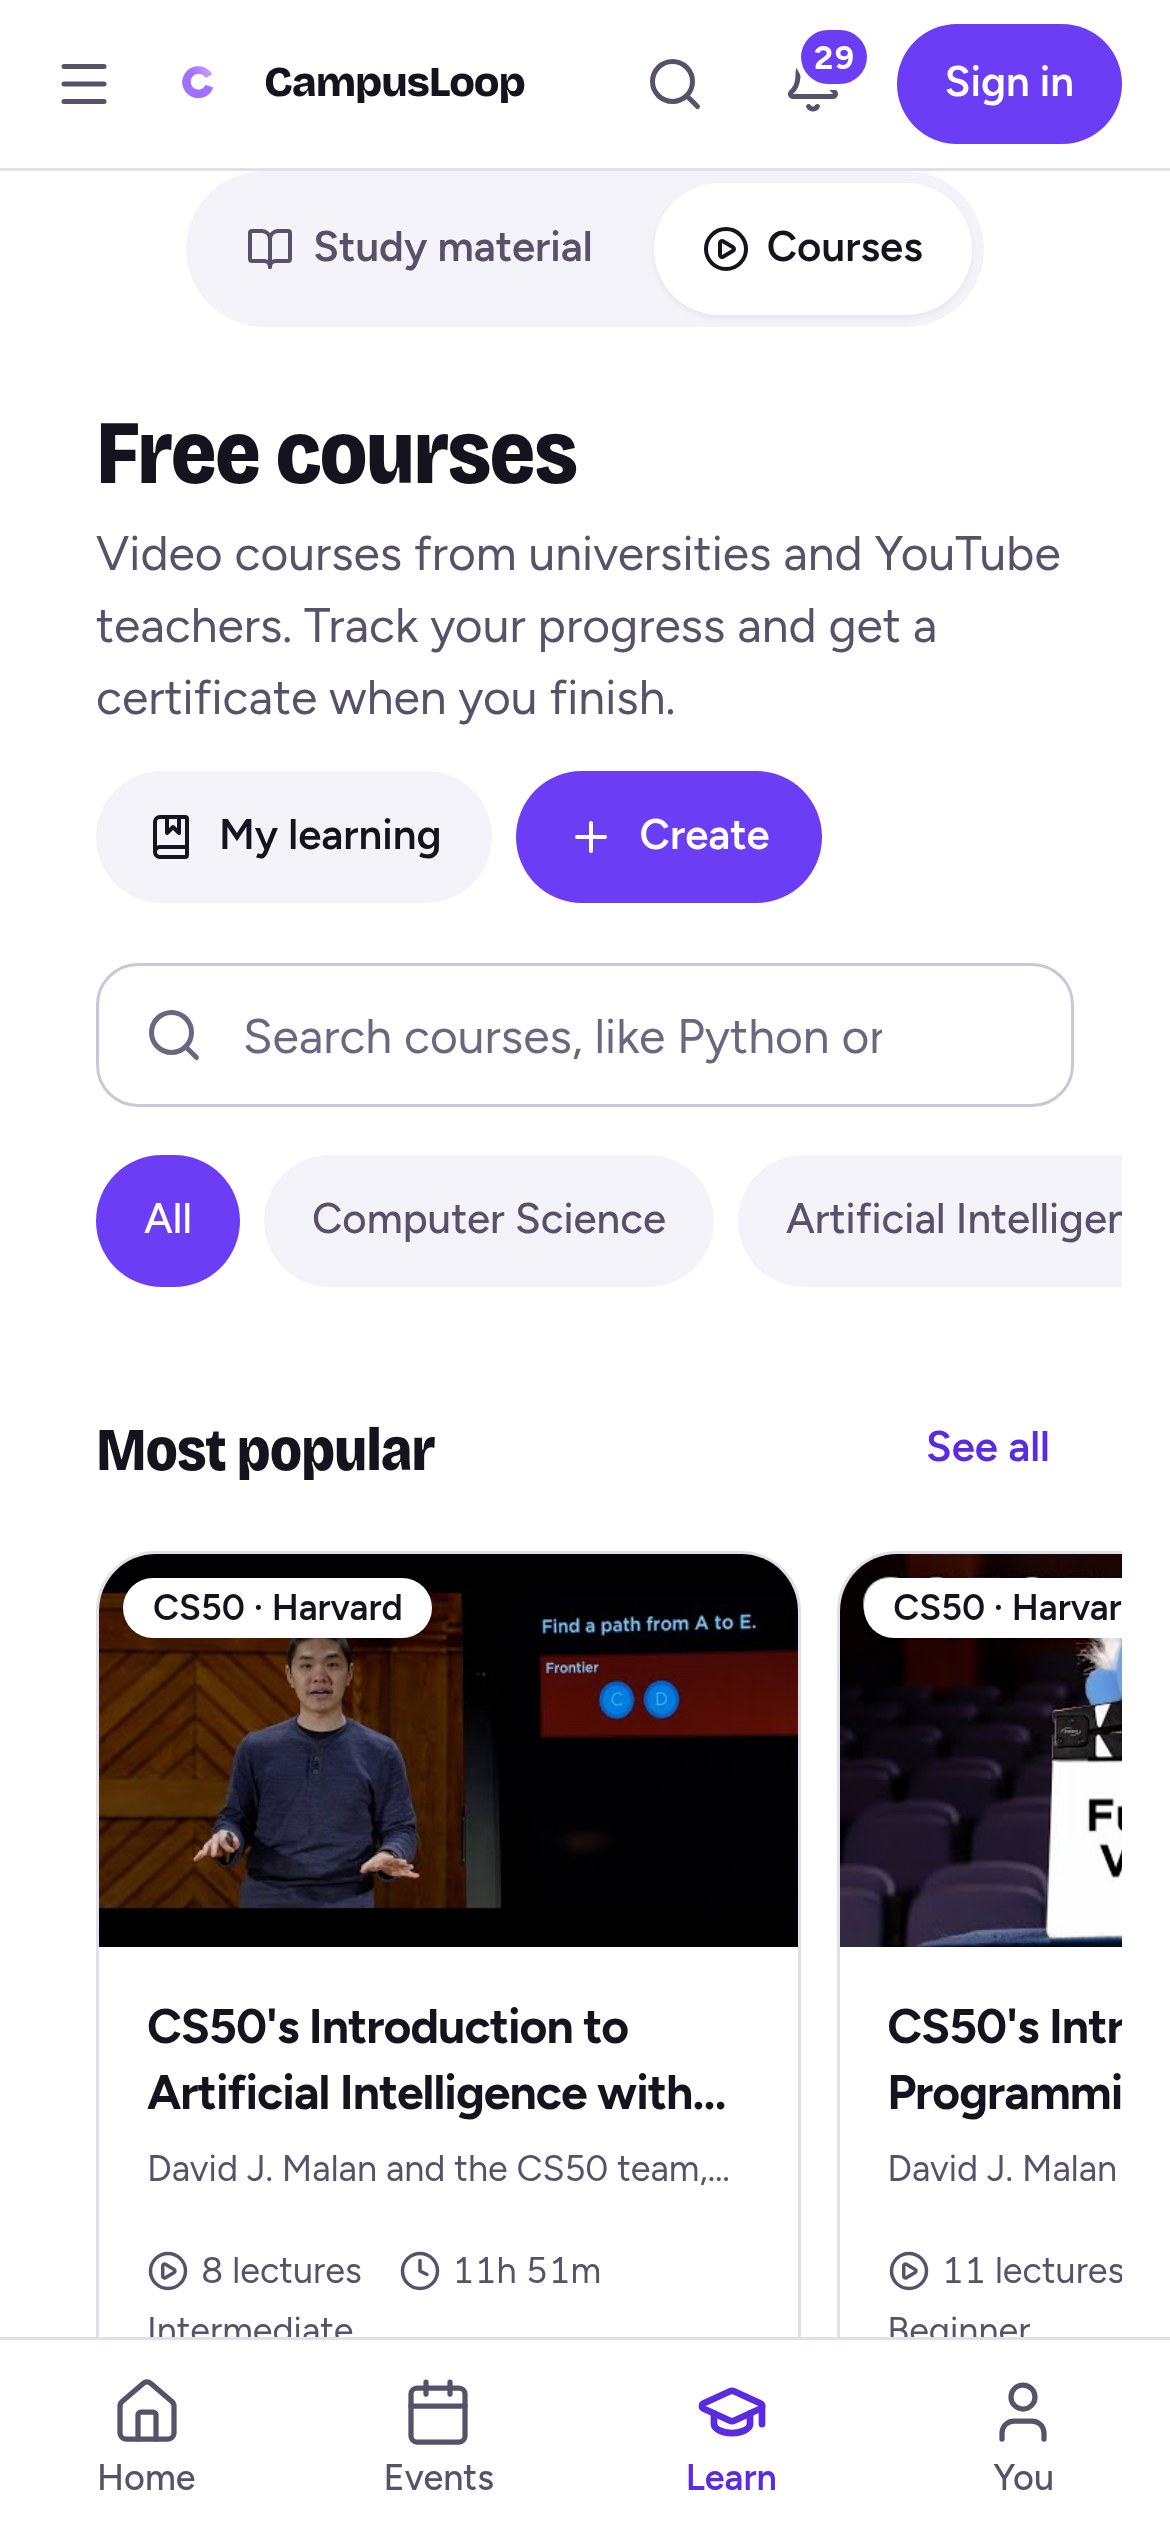 CampusLoop
29
Sign in
Study material
Courses
Free courses
Video courses from universities and YouTube
teachers. Track your progress and get a
certificate when you finish.
My learning
Create
Search courses, like Python or
All
Computer Science
Artificial Intelligen
Most popular
See all
CS50 · Harvard
Find a path from A to E.
Frontier
C D
CS50 · Harvar
Fu
V
CS50's Introduction to
Artificial Intelligence with...
David J. Malan and the CS50 team,...
8 lectures 11h 51m
Intermediate
CS50's Intr
Programmi
David J. Malan
11 lectures
Beginner
Home
Events
Learn
You